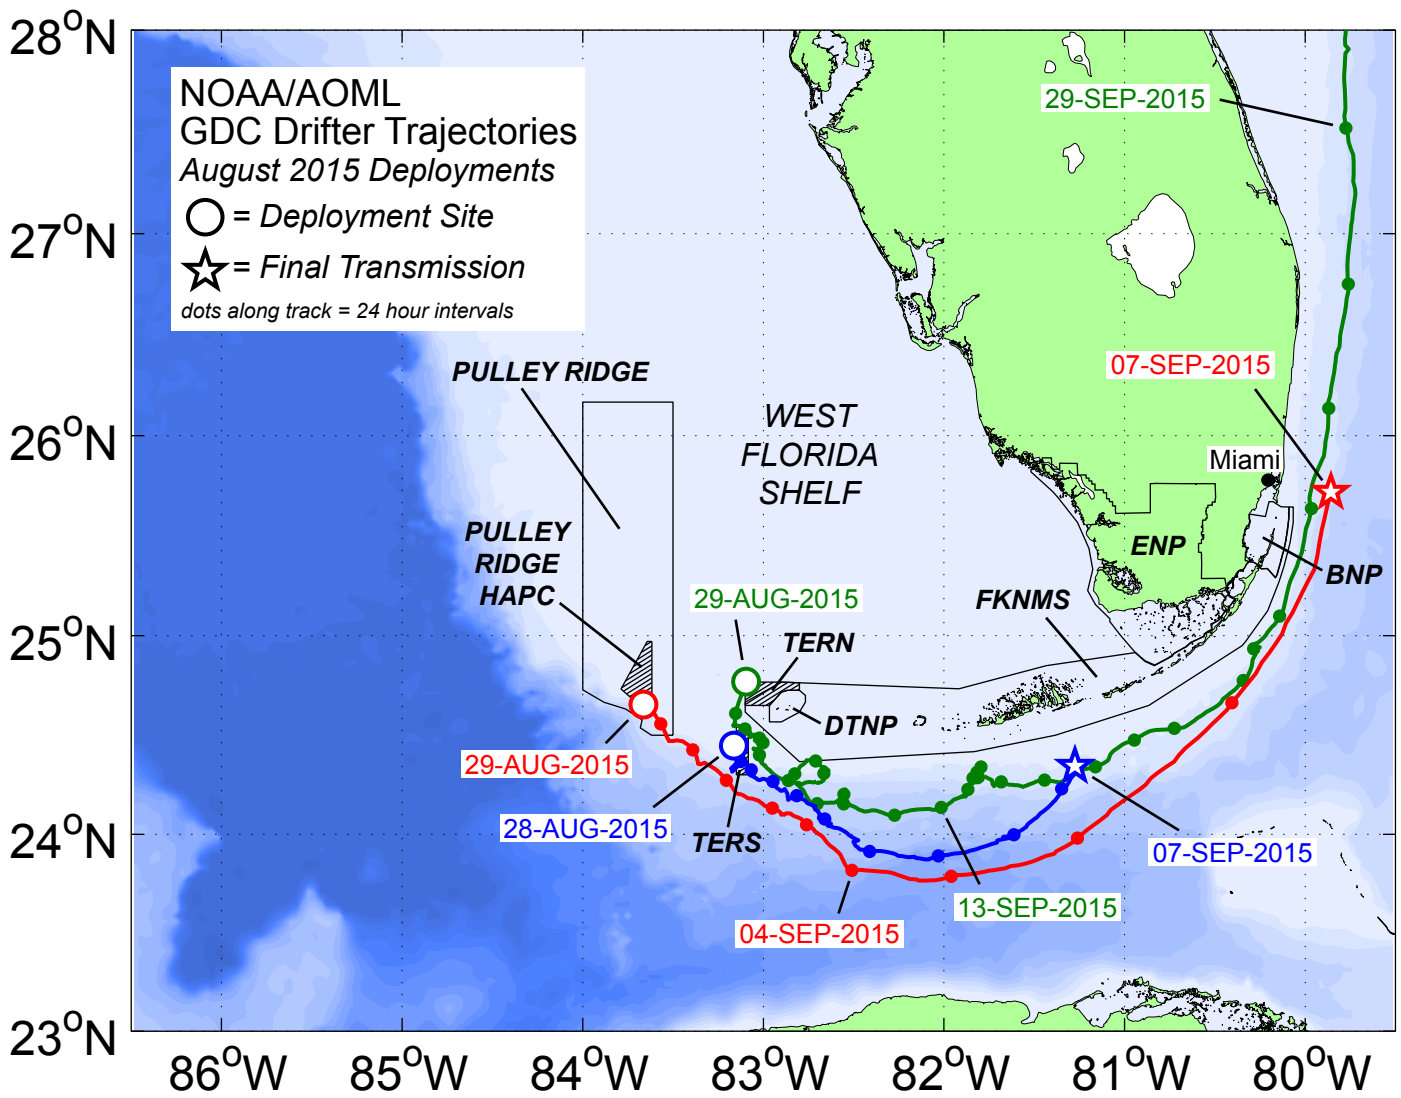 28°N
27°N
26°N
25°N
24°N
23°N
NOAA/AOML
GDC Drifter Trajectories
August 2015 Deployments
= Deployment Site
= Final Transmission
dots along track = 24 hour intervals
29-SEP-2015
PULLEY RIDGE
07-SEP-2015
WEST
FLORIDA
SHELF
Miami
PULLEY
RIDGE
HAPC
ENP
BNP
29-AUG-2015
FKNMS
TERN
DTNP
29-AUG-2015
28-AUG-2015
TERS
07-SEP-2015
13-SEP-2015
04-SEP-2015
86°W
85°W
84°W
83°W
82°W
81°W
80°W